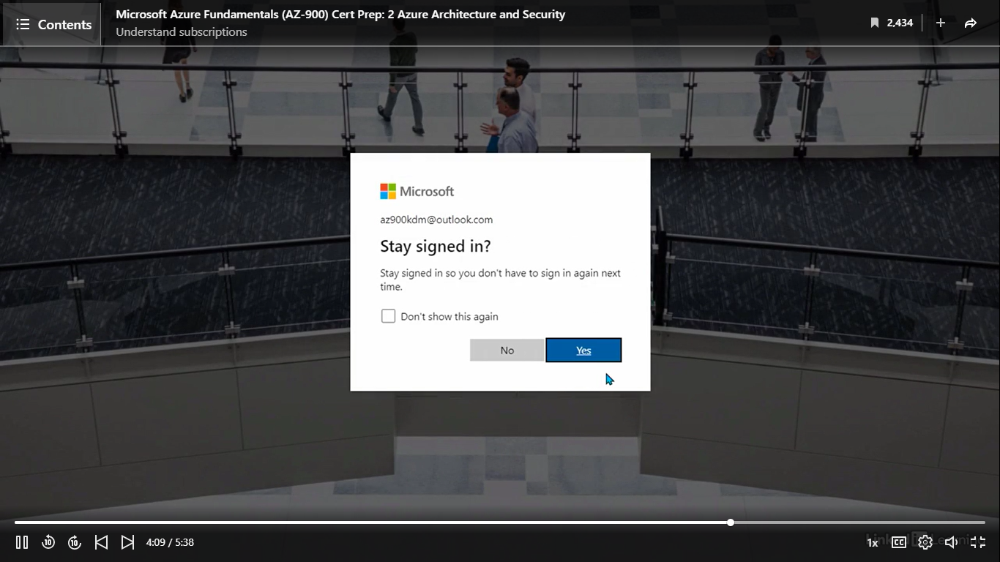 Contents
Microsoft Azure Fundamentals (AZ-900) Cert Prep: 2 Azure Architecture and Security
Understand subscriptions
2,434
Microsoft
az900kdm@outlook.com
Stay signed in?
Stay signed in so you don't have to sign in again next
time.
Don't show this again
No
Yes
10
10
4:09 / 5:38
1x
CC